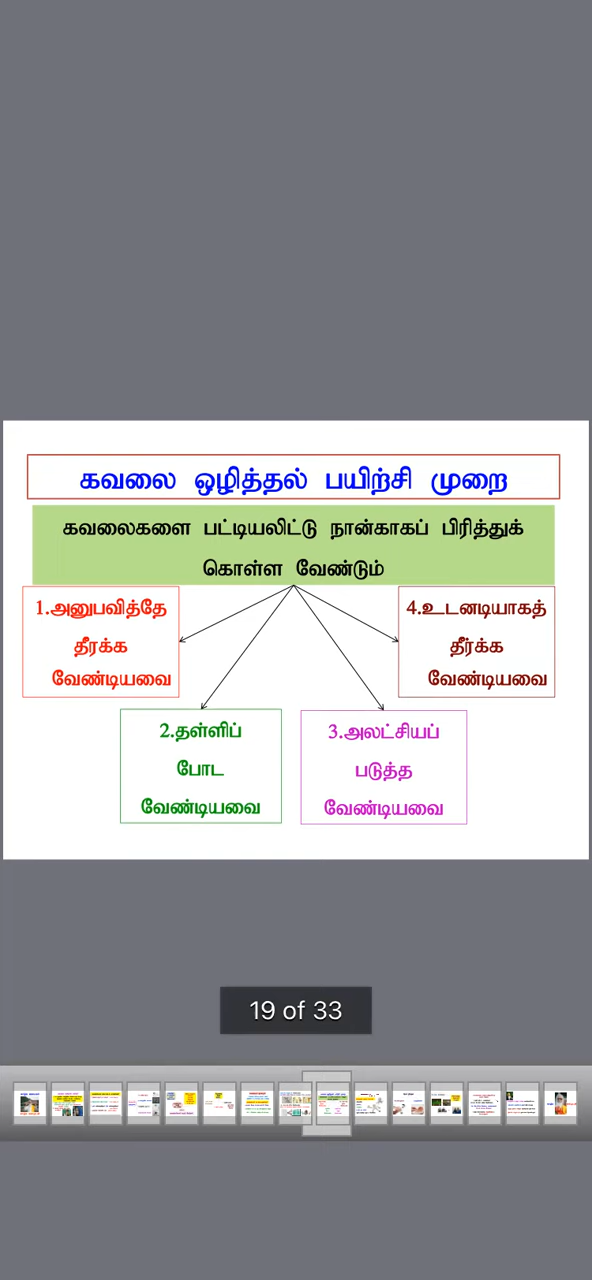 கவலை ஒழித்தல் பயிற்சி முறை
கவலைகளை பட்டியலிட்டு நான்காகப் பிரித்துக்
கொள்ள வேண்டும்
1.அனுபவித்தே
தீரக்க
வேண்டியவை
4.உடனடியாகத்
தீர்க்க
வேண்டியவை
2.தள்ளிப்
போட
வேண்டியவை
3.அலட்சியப்
படுத்த
வேண்டியவை
19 of 33